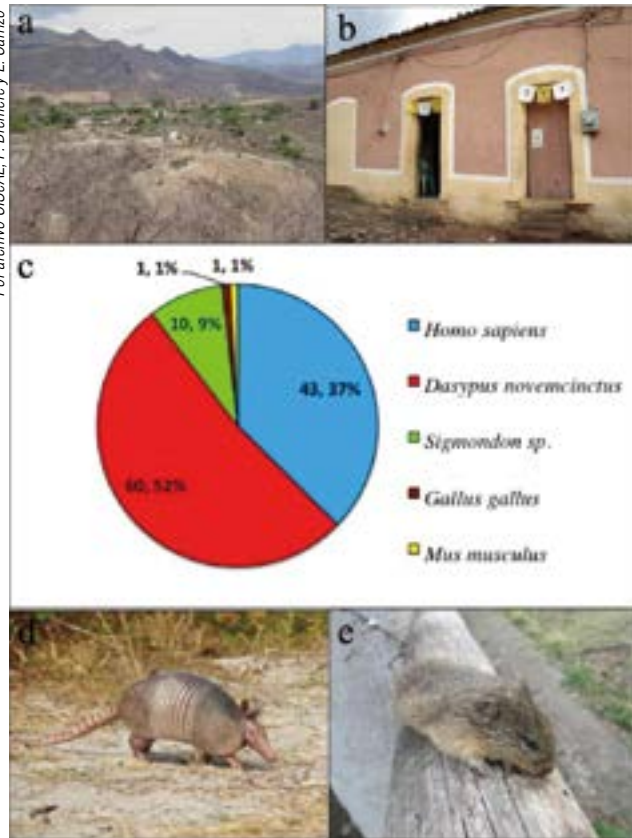 a
b
c
1, 1%
1, 1%
10, 9%
43, 37%
60, 52%
Homo sapiens
Dasypus novemcinctus
Sigmondon sp.
Gallus gallus
Mus musculus
d
e